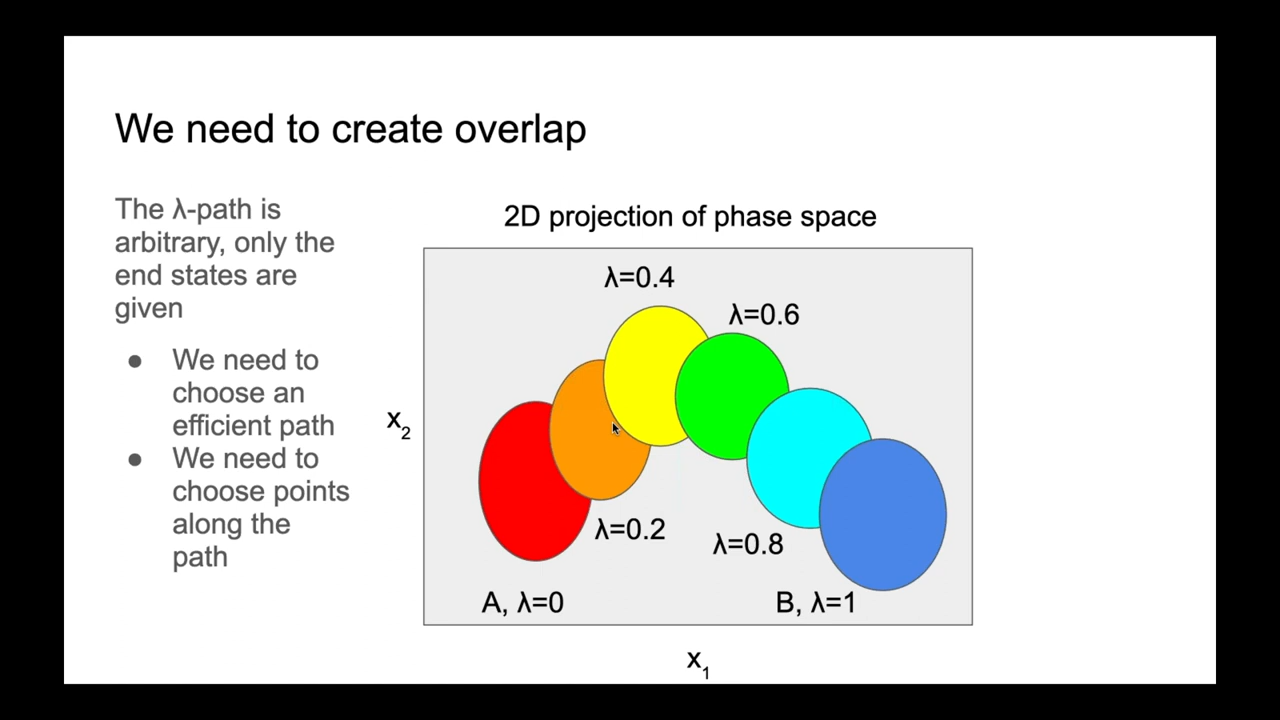 We need to create overlap
The λ-path is
arbitrary, only the
end states are
given
● We need to
choose an
efficient path
● We need to
choose points
along the
path
2D projection of phase space
λ=0.4
λ=0.6
x₂
λ=0.2
λ=0.8
A, λ=0
B, λ=1
x₁